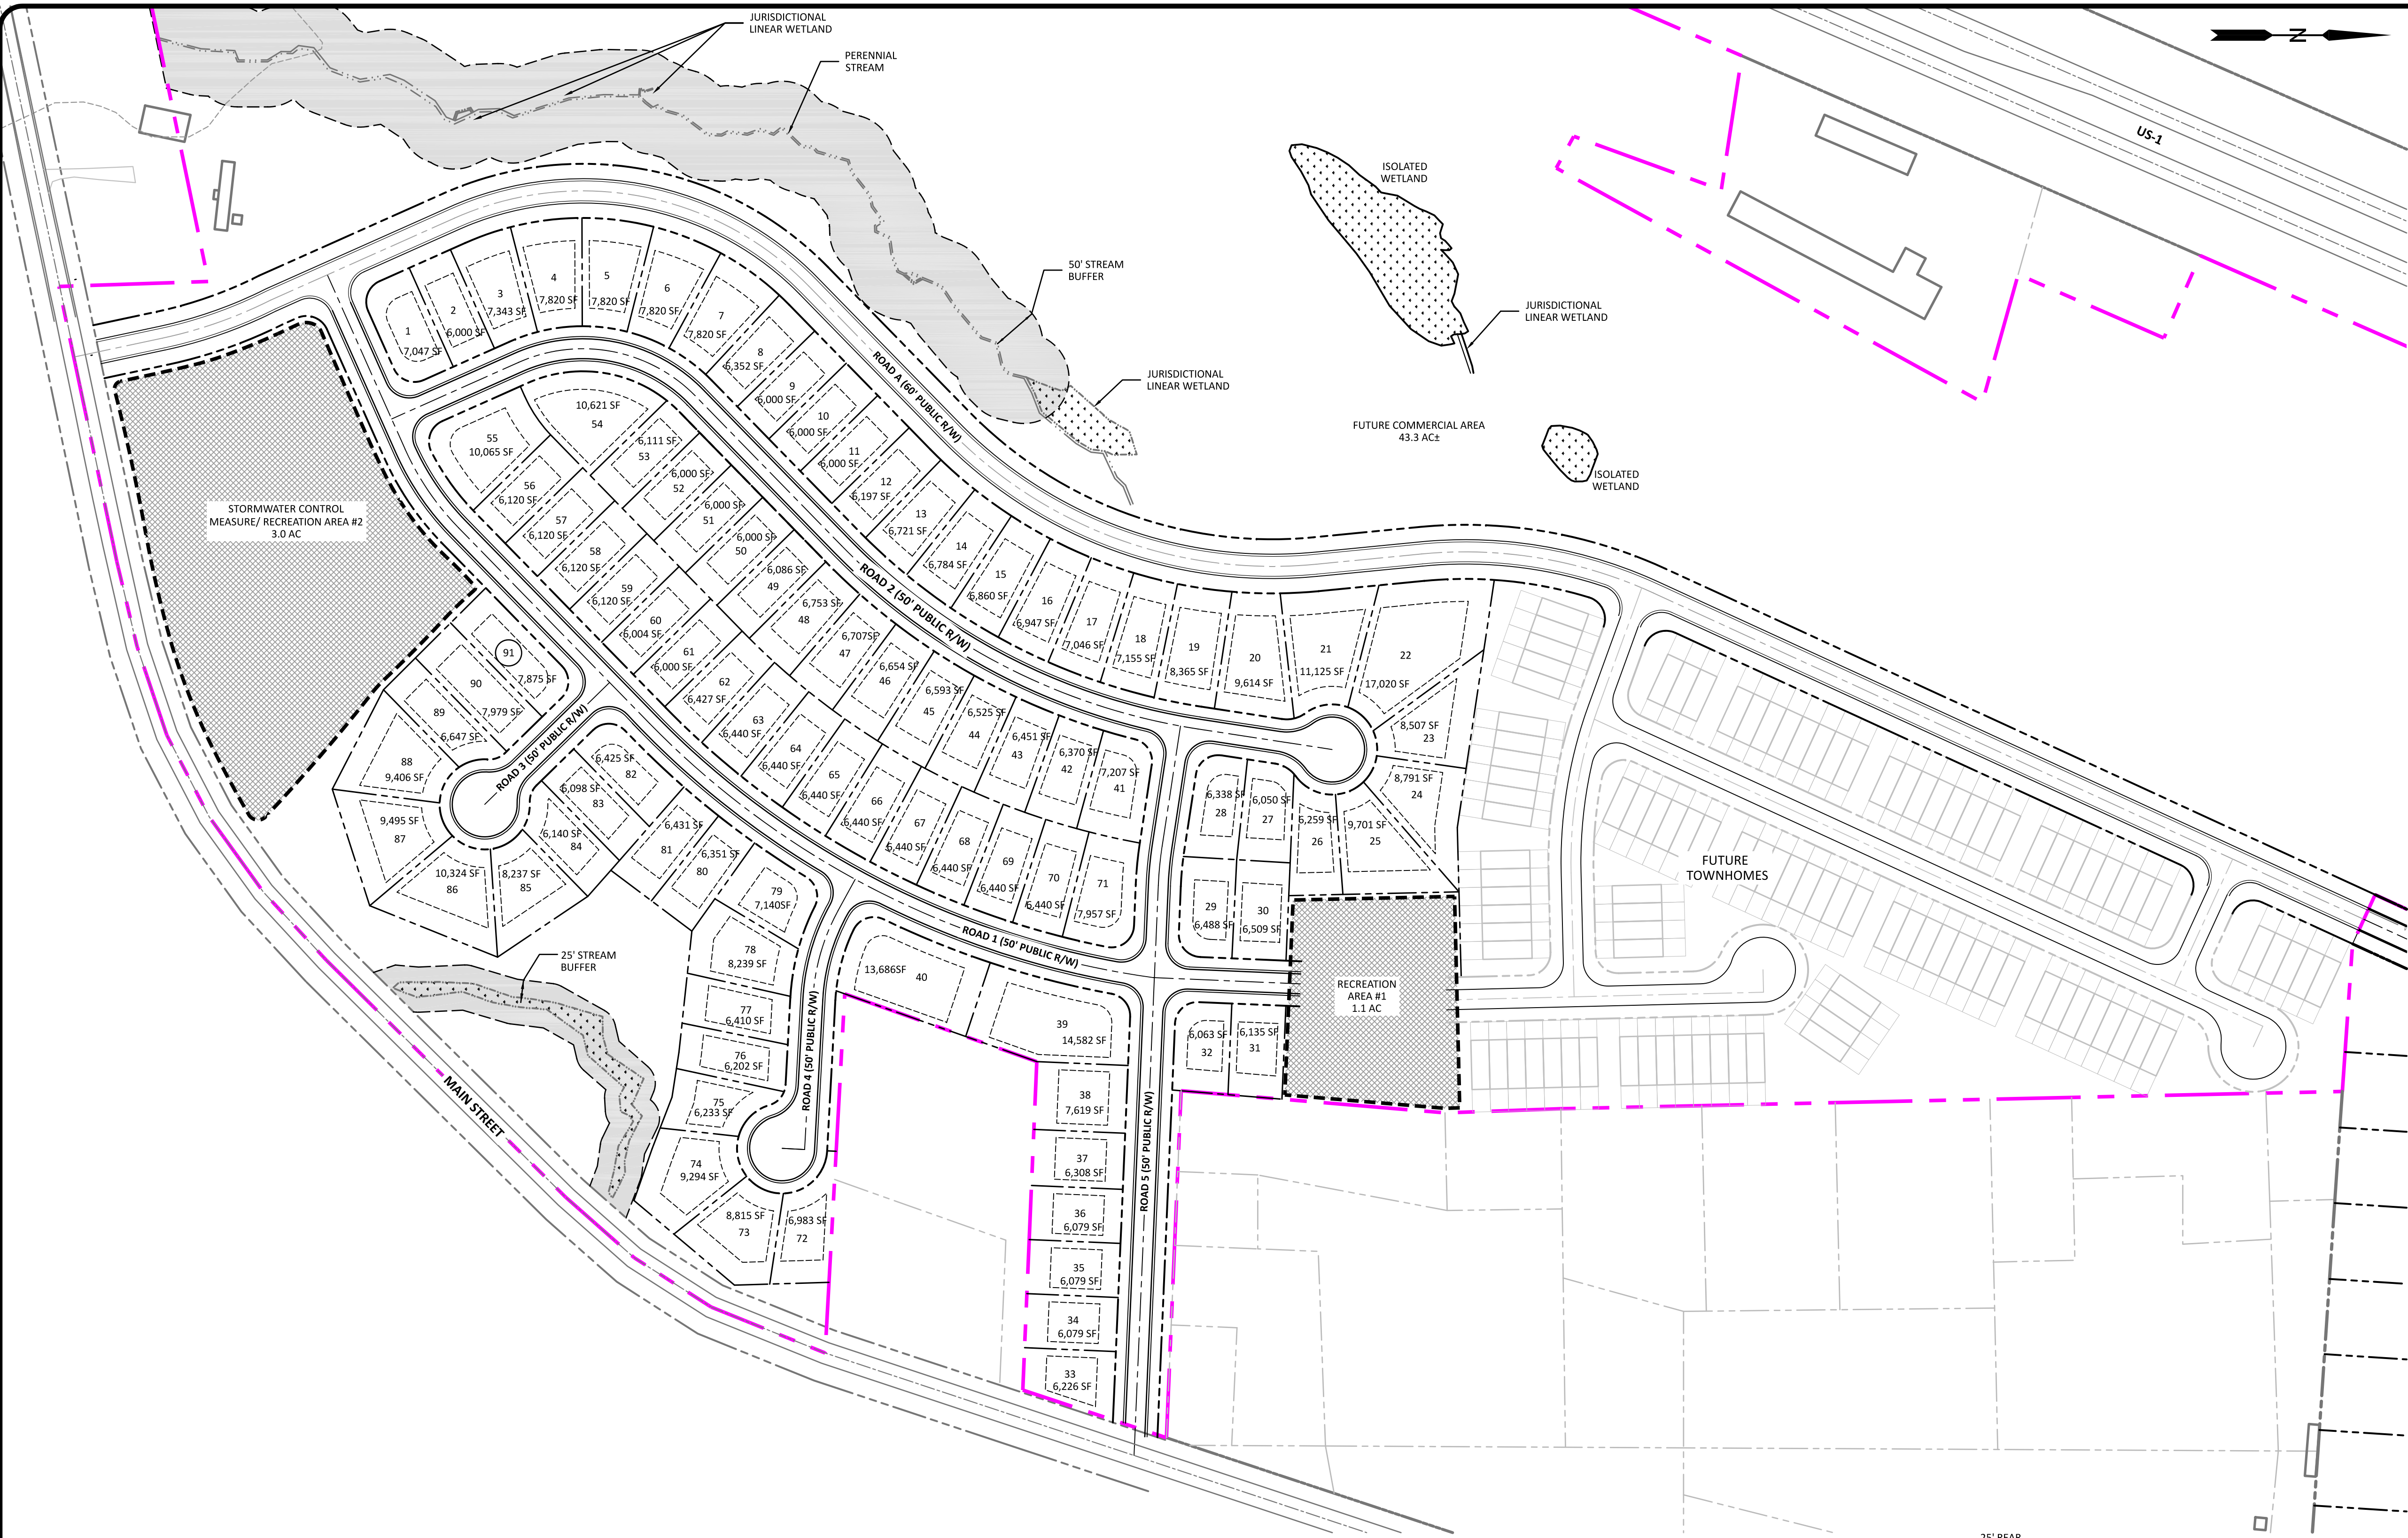 JURISDICTIONAL
LINEAR WETLAND
PERENNIAL
STREAM
N
US-1
ISOLATED
WETLAND
50' STREAM
BUFFER
JURISDICTIONAL
LINEAR WETLAND
JURISDICTIONAL
LINEAR WETLAND
FUTURE COMMERCIAL AREA
43.3 AC±
ISOLATED
WETLAND
ROAD A (60' PUBLIC R/W)
1
7,047 SF
2
6,000 SF
3
7,343 SF
4
7,820 SF
5
7,820 SF
6
7,820 SF
7
7,820 SF
8
6,352 SF
9
6,000 SF
10
6,000 SF
11
6,000 SF
12
6,197 SF
13
6,721 SF
14
6,784 SF
15
6,860 SF
16
6,947 SF
17
7,046 SF
18
7,155 SF
19
8,365 SF
20
9,614 SF
21
11,125 SF
22
17,020 SF
8,507 SF
23
8,791 SF
24
9,701 SF
25
6,259 SF
26
6,050 SF
27
6,338 SF
28
29
6,488 SF
30
6,509 SF
6,135 SF
31
6,063 SF
32
STORMWATER CONTROL
MEASURE/ RECREATION AREA #2
3.0 AC
55
10,065 SF
10,621 SF
54
6,111 SF
53
6,000 SF
52
6,000 SF
51
6,000 SF
50
6,086 SF
49
6,753 SF
48
6,707SF
47
6,654 SF
46
6,593 SF
45
6,525 SF
44
6,451 SF
43
6,370 SF
42
7,207 SF
41
56
6,120 SF
57
6,120 SF
58
6,120 SF
59
6,120 SF
60
6,004 SF
61
6,000 SF
62
6,427 SF
63
6,440 SF
64
6,440 SF
65
6,440 SF
66
6,440 SF
67
6,440 SF
68
6,440 SF
69
6,440 SF
70
6,440 SF
71
7,957 SF
ROAD 2 (50' PUBLIC R/W)
ROAD 1 (50' PUBLIC R/W)
ROAD 3 (50' PUBLIC R/W)
91
7,875 SF
90
7,979 SF
89
6,647 SF
88
9,406 SF
9,495 SF
87
10,324 SF
86
8,237 SF
85
6,140 SF
84
6,098 SF
83
6,425 SF
82
6,431 SF
81
6,351 SF
80
79
7,140SF
78
8,239 SF
77
6,410 SF
76
6,202 SF
75
6,233 SF
74
9,294 SF
8,815 SF
73
6,983 SF
72
ROAD 4 (50' PUBLIC R/W)
25' STREAM
BUFFER
MAIN STREET
13,686SF
40
39
14,582 SF
38
7,619 SF
37
6,308 SF
36
6,079 SF
35
6,079 SF
34
6,079 SF
33
6,226 SF
ROAD 5 (50' PUBLIC R/W)
RECREATION
AREA #1
1.1 AC
FUTURE
TOWNHOMES
25' REAR